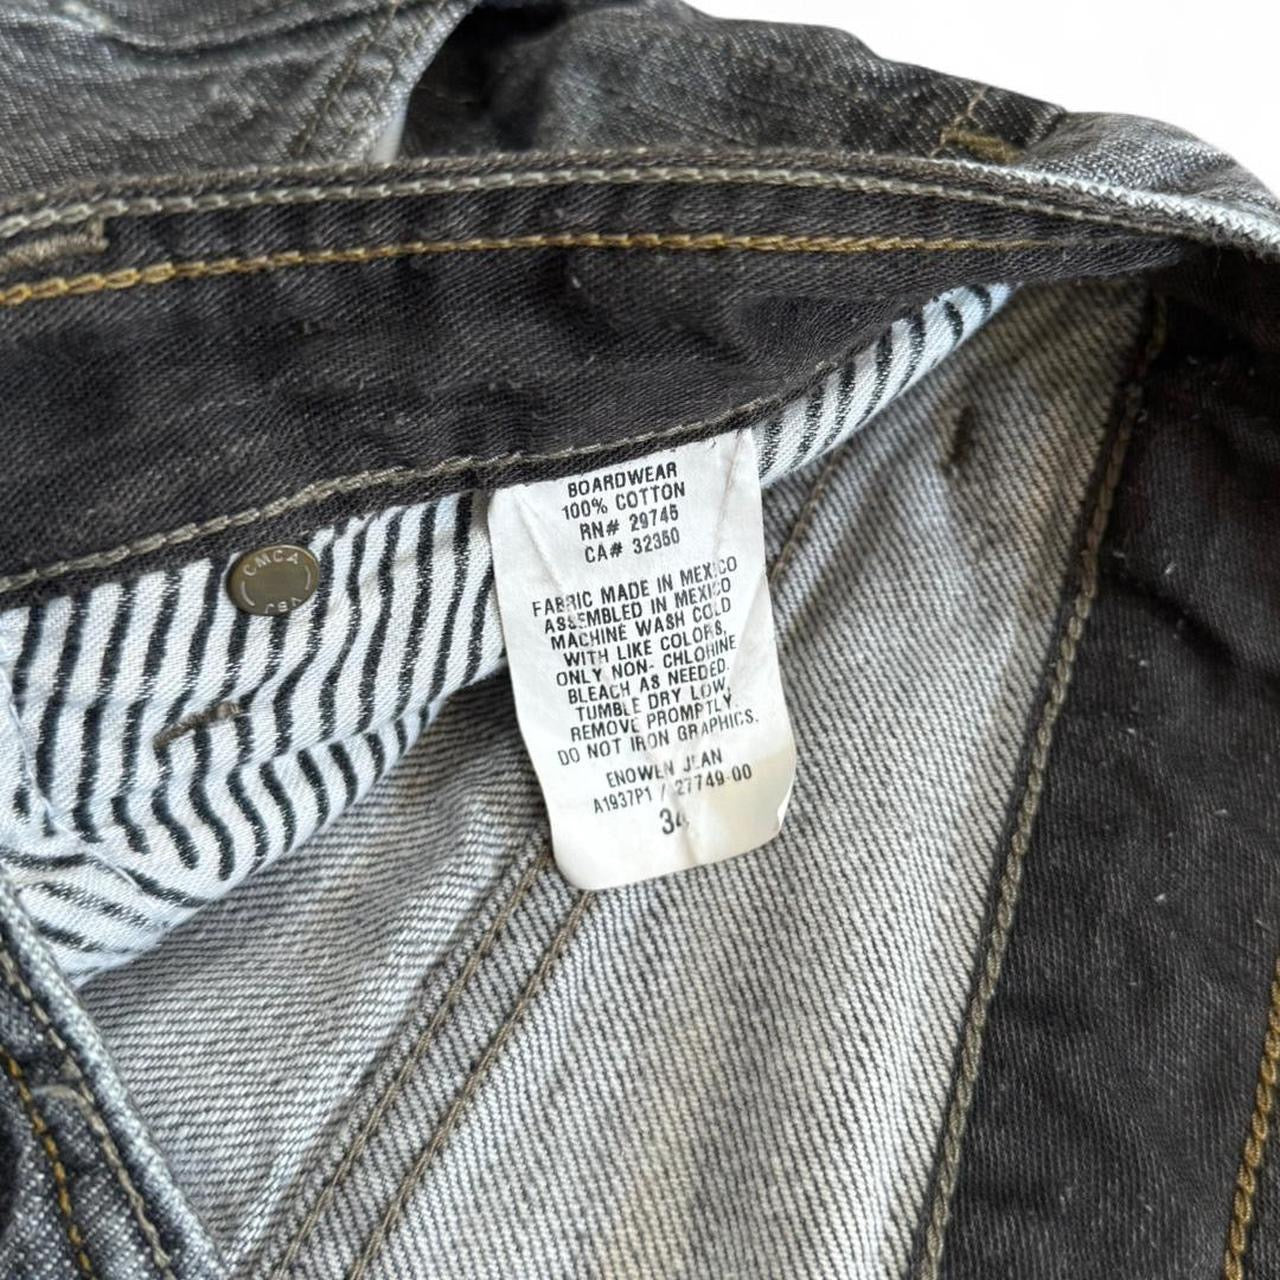 BOARDWEAR
100% COTTON
RN# 29745
CA# 32350
FABRIC MADE IN MEXICO
ASSEMBLED IN MEXICO
MACHINE WASH COLD
WITH LIKE COLORS,
ONLY NON- CHLORINE
BLEACH AS NEEDED.
TUMBLE DRY LOW,
REMOVE PROMPTLY.
DO NOT IRON GRAPHICS.
ENOWEN JEAN
A1937P1 / 27749-00
34
CMCA